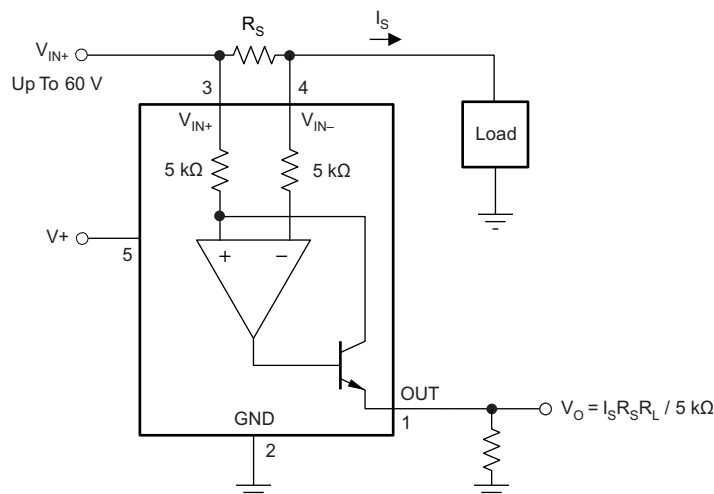 R_S
I_S
V_IN+
Up To 60 V
3
4
V_IN+
V_IN–
Load
5 kΩ
5 kΩ
V+
5
+
–
OUT
1
V_O = I_S R_S R_L / 5 kΩ
GND
2